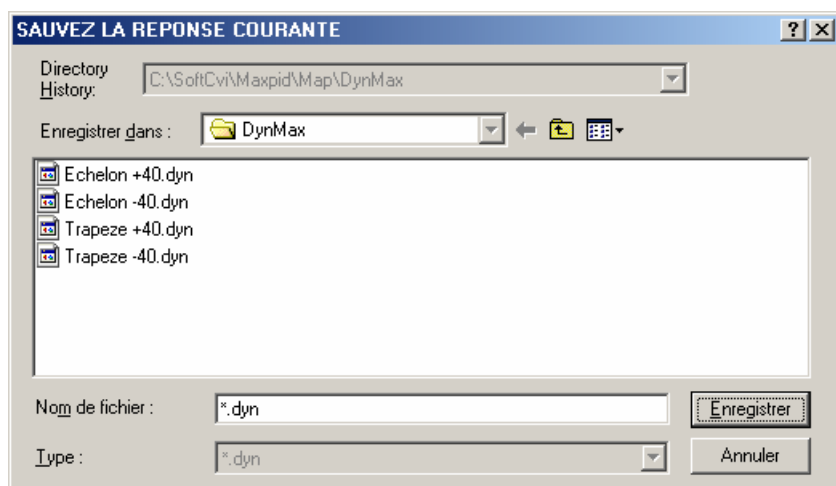 SAUVEZ LA REPONSE COURANTE
Directory History:
C:\SoftCvi\Maxpid\Map\DynMax
Enregistrer dans :
DynMax
Echelon +40.dyn
Echelon -40.dyn
Trapeze +40.dyn
Trapeze -40.dyn
Nom de fichier :
*.dyn
Enregistrer
Type :
*.dyn
Annuler